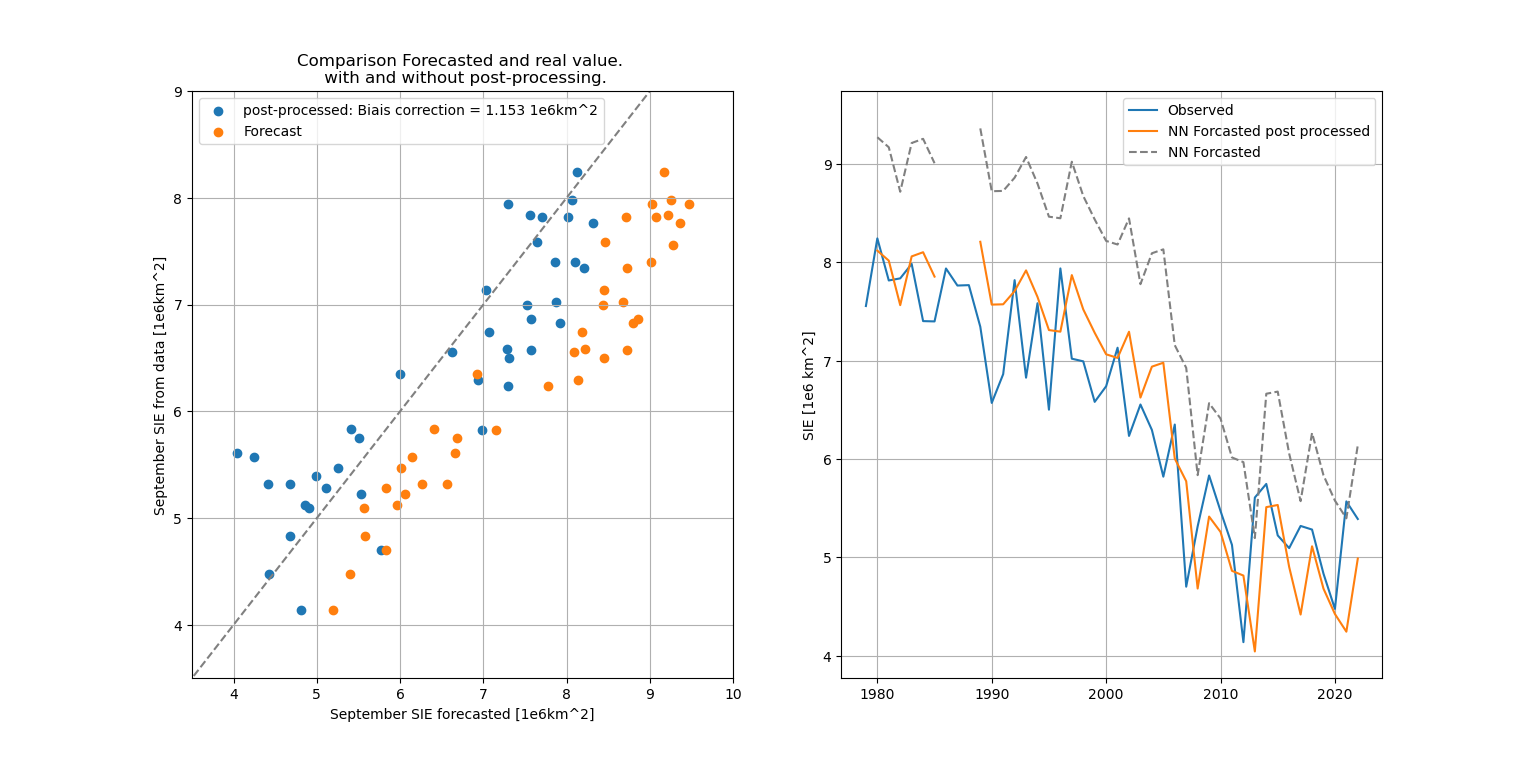 Comparison Forecasted and real value.
with and without post-processing.
post-processed: Biais correction = 1.153 1e6km^2
Forecast
September SIE from data [1e6km^2]
9
8
7
6
5
4
4 5 6 7 8 9 10
September SIE forecasted [1e6km^2]
Observed
NN Forcasted post processed
NN Forcasted
SIE [1e6 km^2]
9
8
7
6
5
4
1980 1990 2000 2010 2020